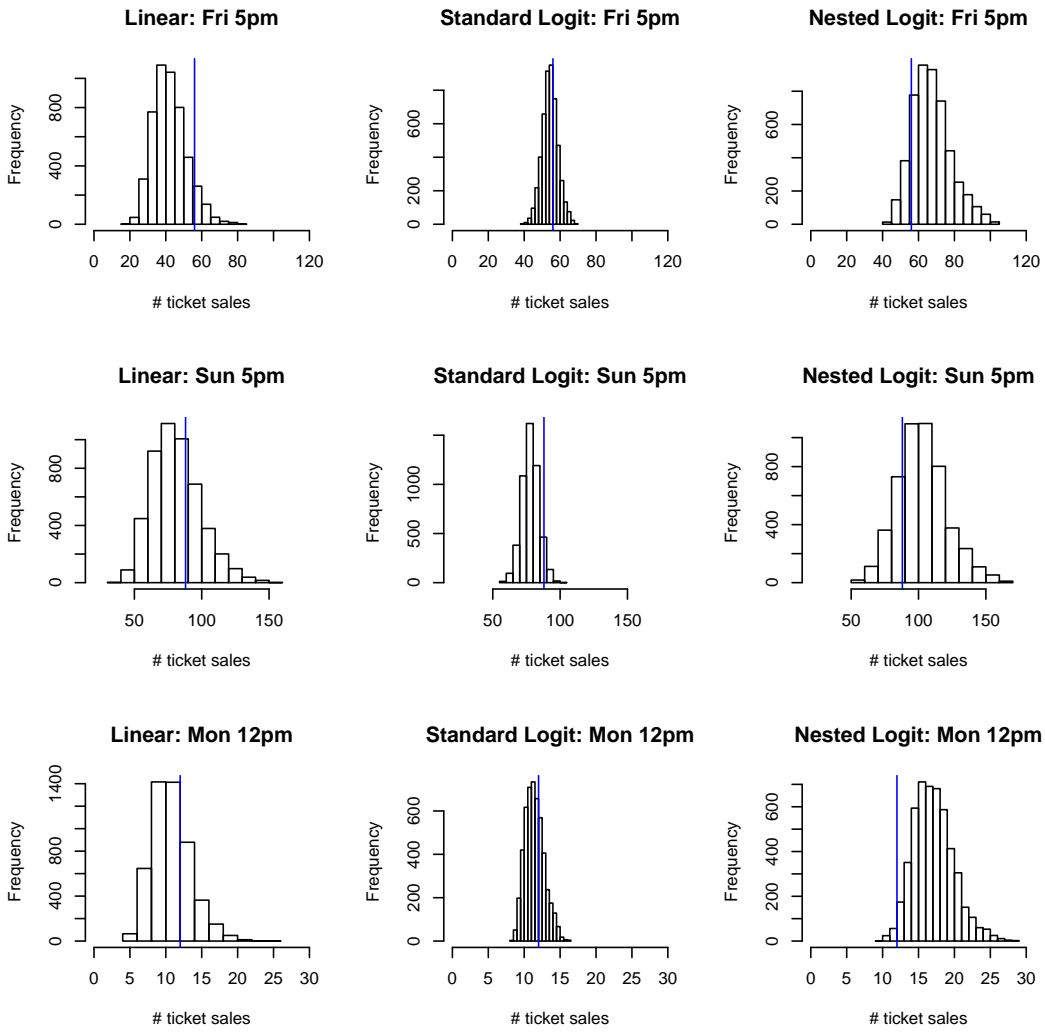 Linear: Fri 5pm
Frequency
0 400 800
0 20 40 60 80 120
# ticket sales
Standard Logit: Fri 5pm
Frequency
0 200 600
0 20 40 60 80 120
# ticket sales
Nested Logit: Fri 5pm
Frequency
0 200 600
0 20 40 60 80 120
# ticket sales
Linear: Sun 5pm
Frequency
0 400 800
50 100 150
# ticket sales
Standard Logit: Sun 5pm
Frequency
0 500 1000
50 100 150
# ticket sales
Nested Logit: Sun 5pm
Frequency
0 400 800
50 100 150
# ticket sales
Linear: Mon 12pm
Frequency
0 400 800 1400
0 5 10 15 20 25 30
# ticket sales
Standard Logit: Mon 12pm
Frequency
0 200 400 600
0 5 10 15 20 25 30
# ticket sales
Nested Logit: Mon 12pm
Frequency
0 200 400 600
0 5 10 15 20 25 30
# ticket sales